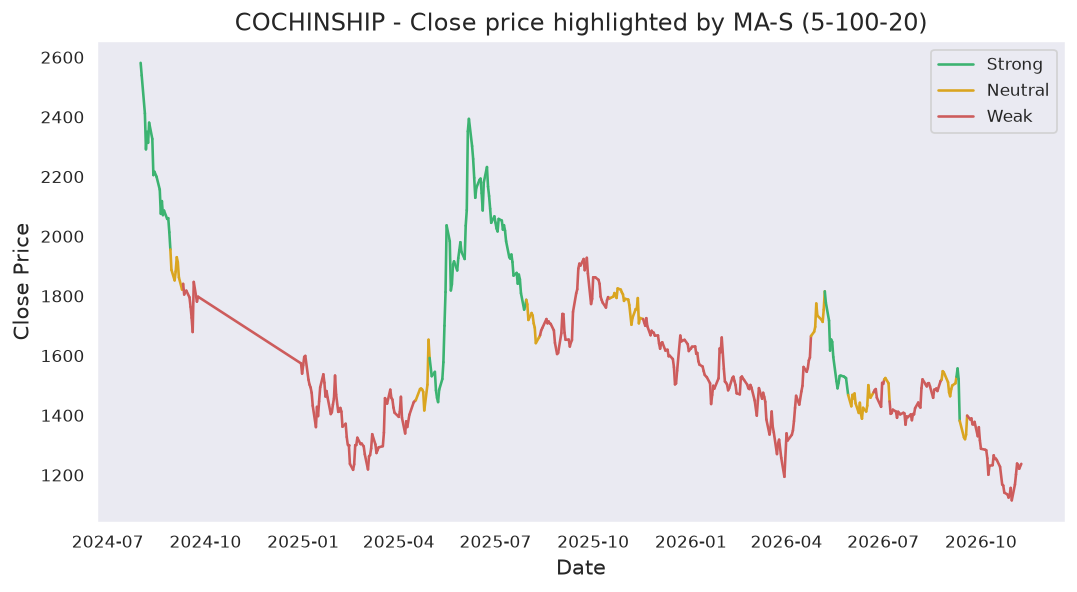 COCHINSHIP - Close price highlighted by MA-S (5-100-20)
Strong
Neutral
Weak
Close Price
2600
2400
2200
2000
1800
1600
1400
1200
2024-07 2024-10 2025-01 2025-04 2025-07 2025-10 2026-01 2026-04 2026-07 2026-10
Date